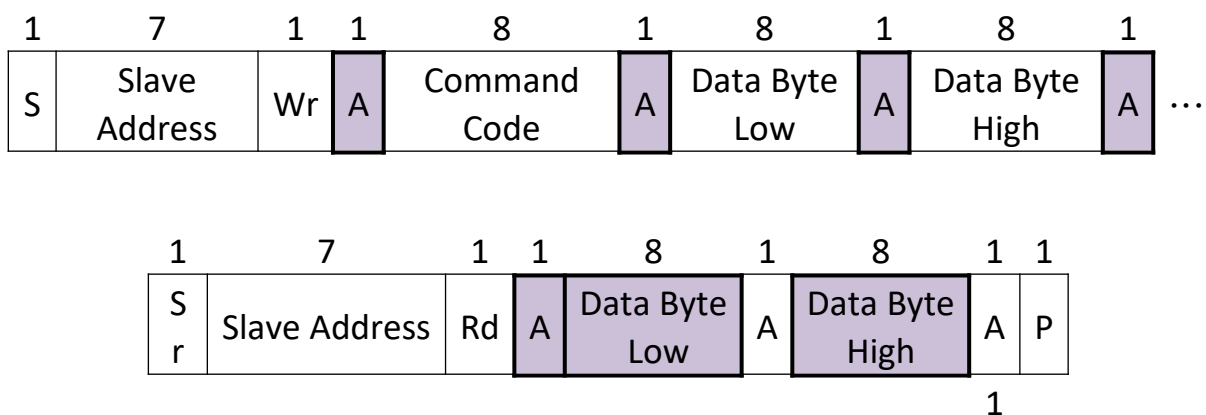 1 7 1 1 8 1 8 1 8 1
S Slave Address Wr A Command Code A Data Byte Low A Data Byte High A ...
1 7 1 1 8 1 8 1 1
Sr Slave Address Rd A Data Byte Low A Data Byte High A P
1